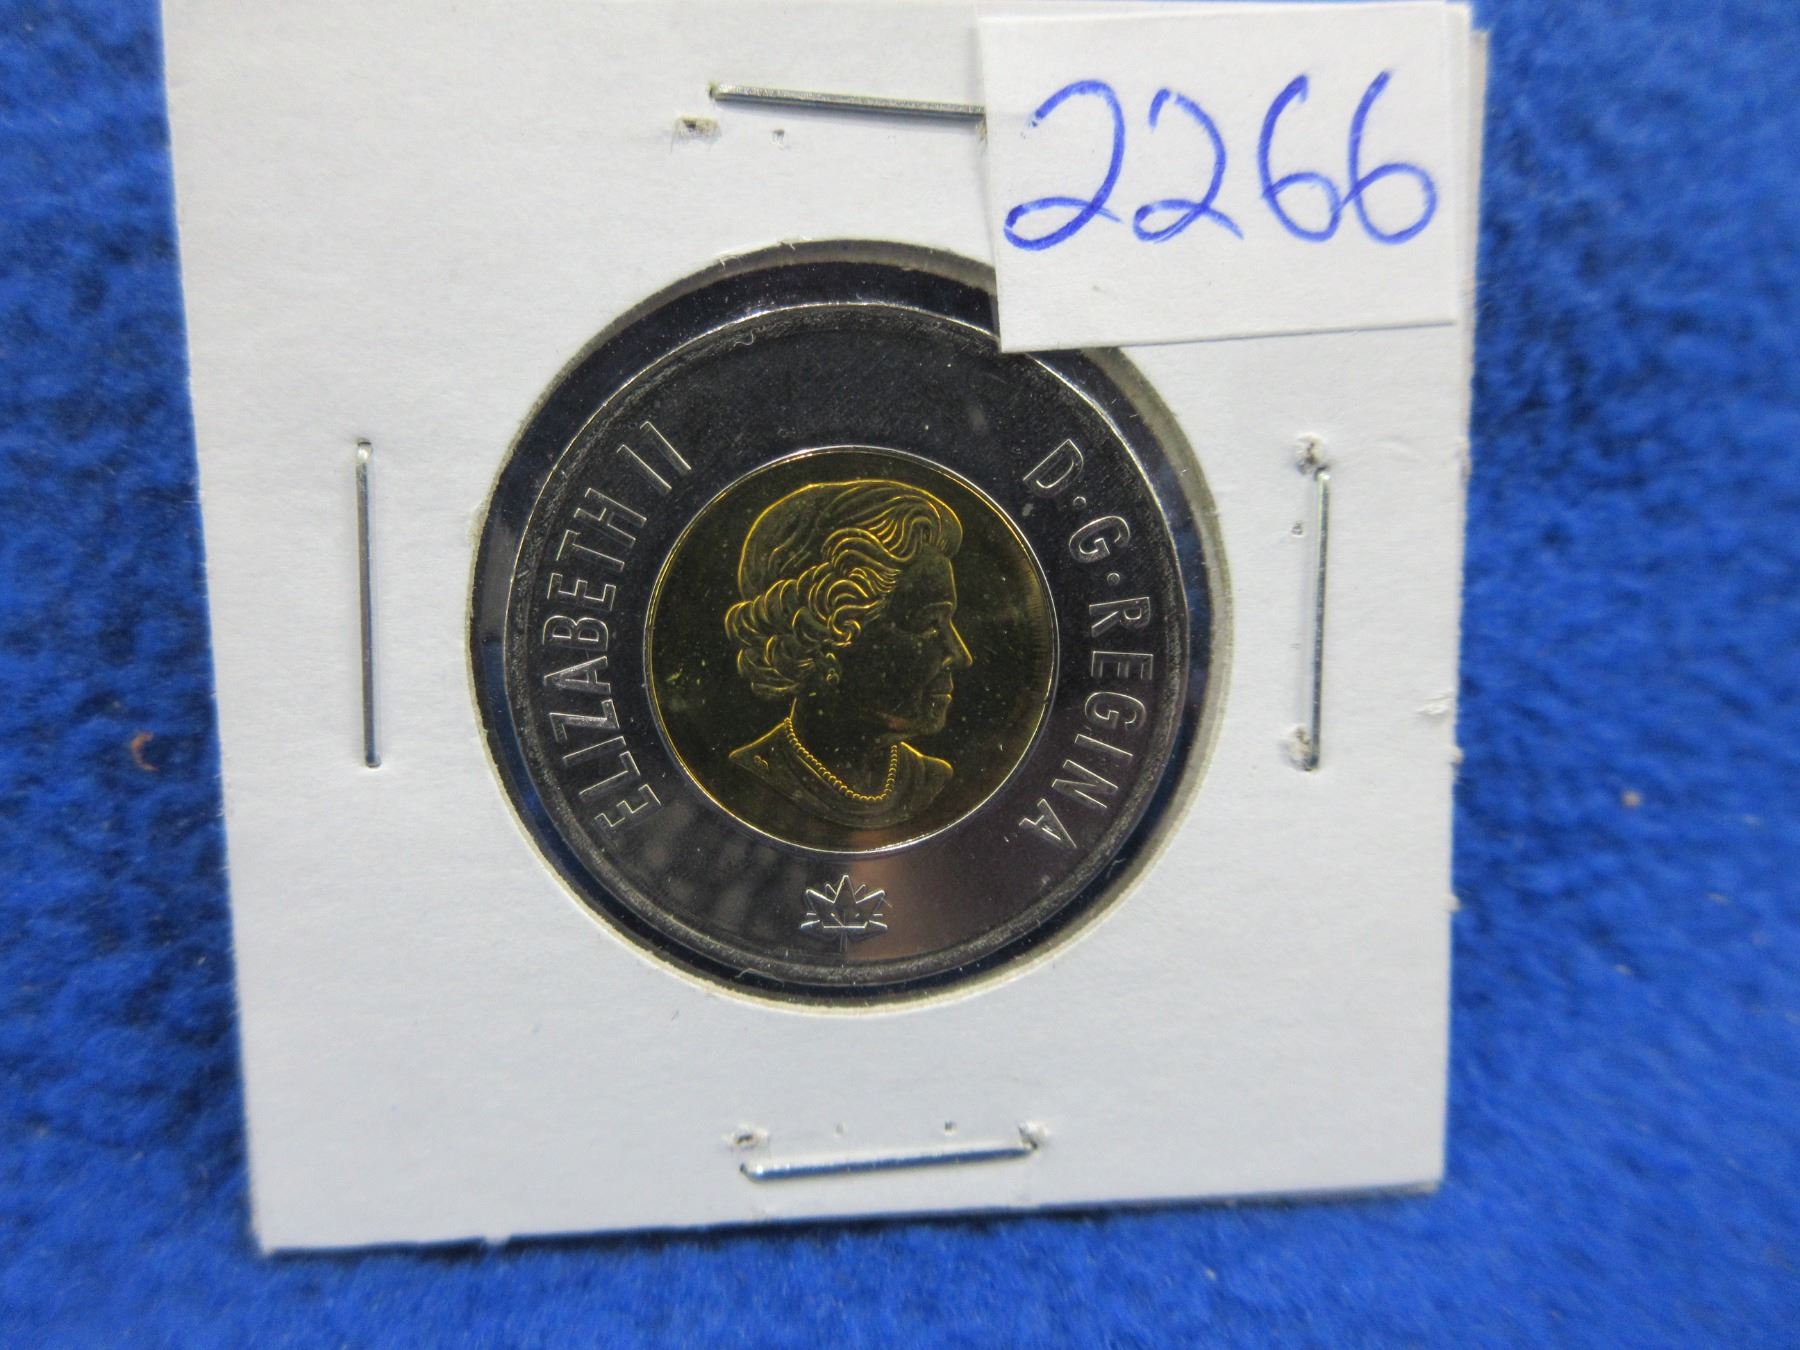 2266
ELIZABETH II
D·G·REGINA